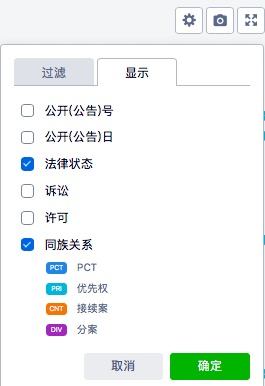 过滤 显示
公开(公告)号
公开(公告)日
法律状态
诉讼
许可
同族关系
PCT PCT
PRI 优先权
CNT 接续案
DIV 分案
取消 确定